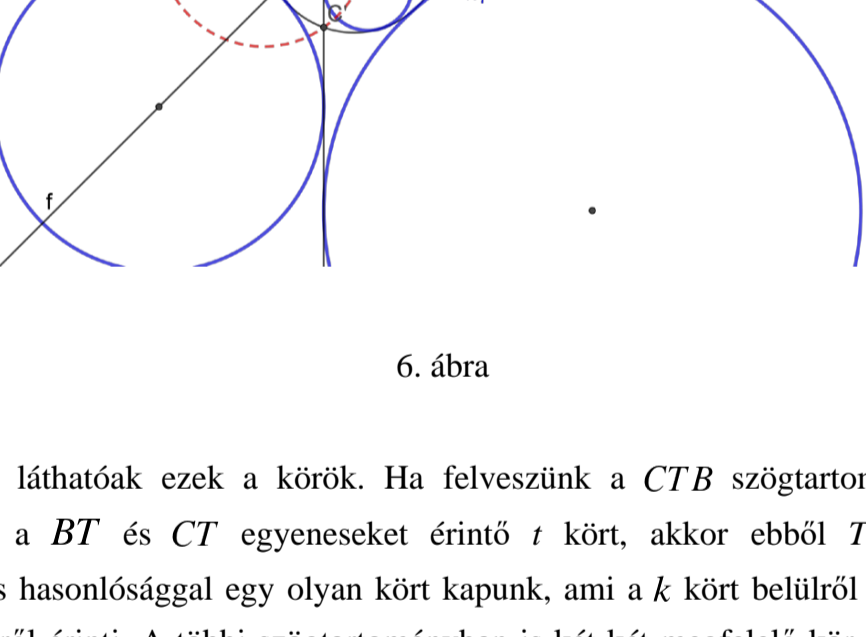 C'
f
6. ábra
láthatóak ezek a körök. Ha felveszünk a CTB
a BT és CT egyeneseket érintő t kört, akkor ebből T
hasonlósággal egy olyan kört kapunk, ami a k kört belülről